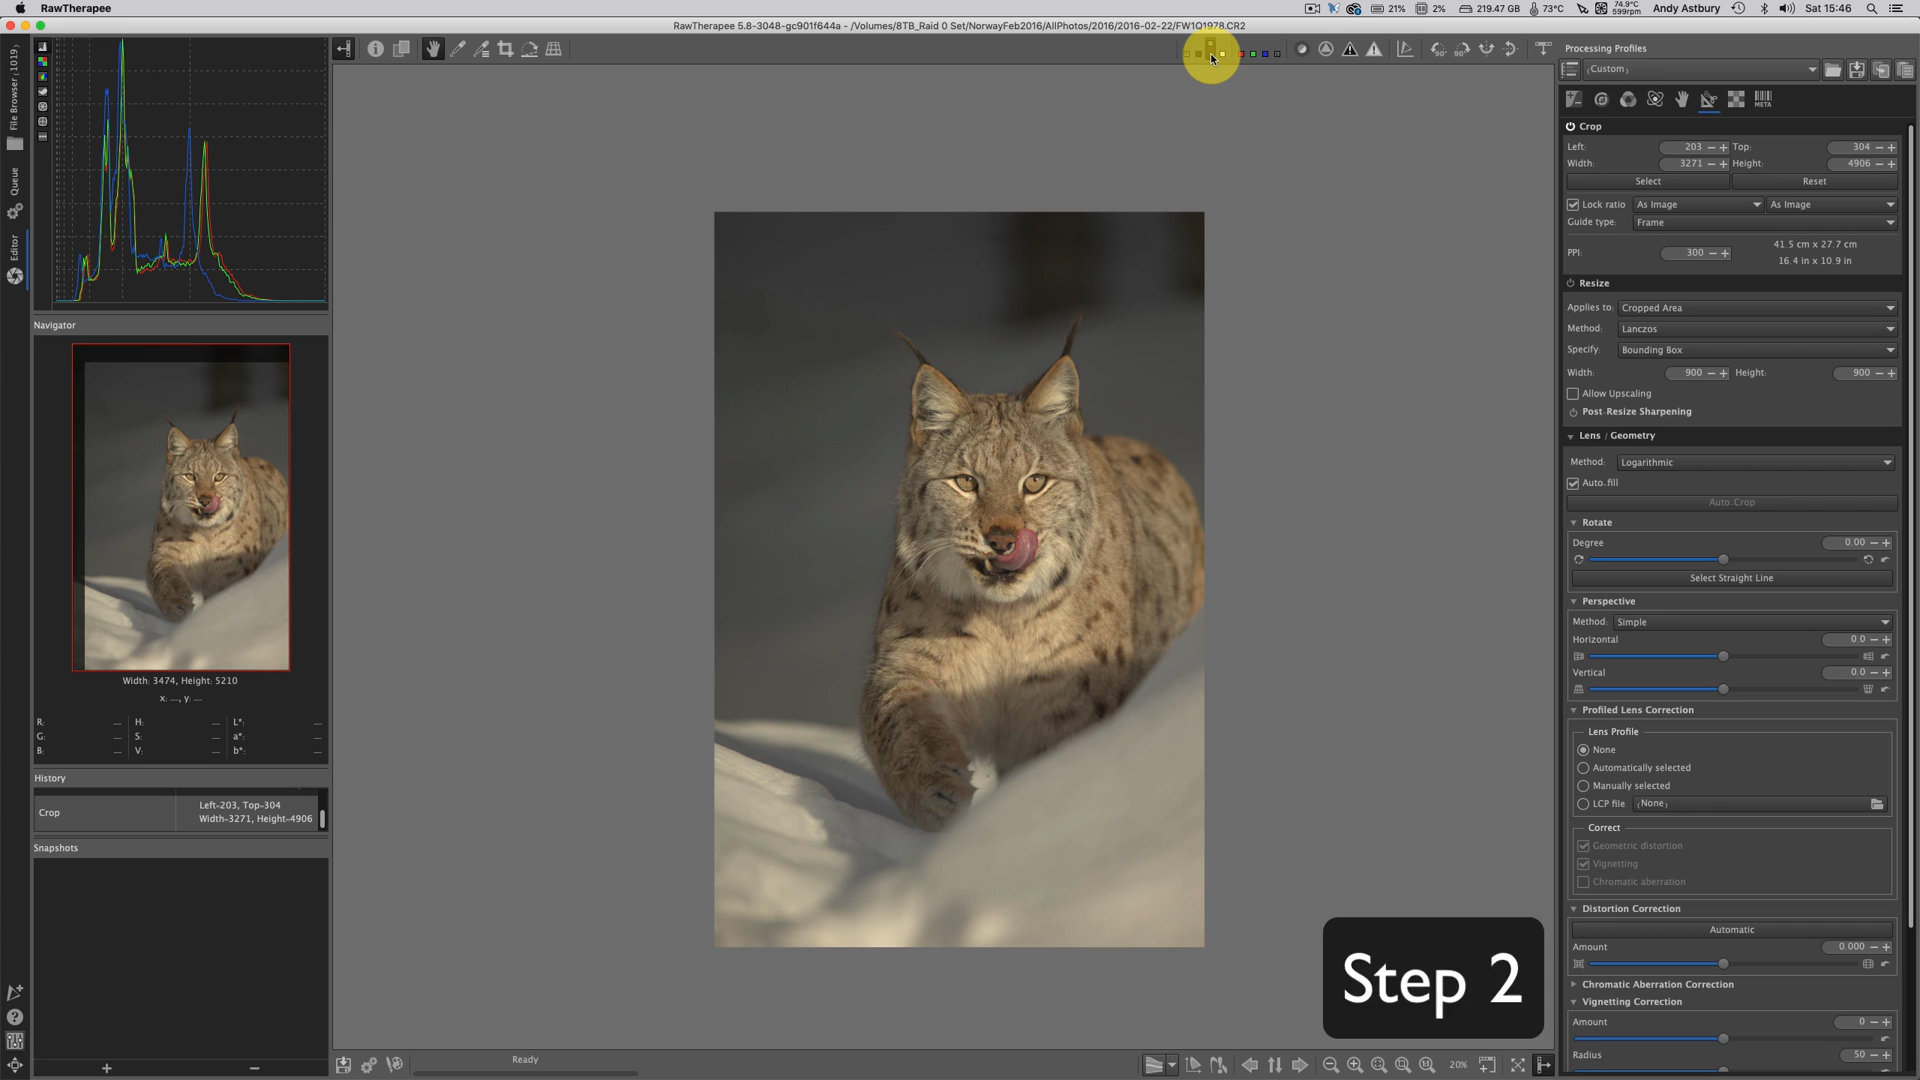 RawTherapee
21%
2%
219.47 GB
73°C
74.9°C
599rpm
Andy Astbury
Sat 15:46
RawTherapee 5.8-3048-gc901f644a - /Volumes/8TB_Raid 0 Set/NorwayFeb2016/AllPhotos/2016/2016-02-22/FW1Q1978.CR2
File Browser (1019)
Queue
Editor
Navigator
Width: 3474, Height: 5210
x: —, y: —
R: — H: — L*: —
G: — S: — a*: —
B: — V: — b*: —
History
Crop
Left=203, Top=304
Width=3271, Height=4906
Snapshots
Step 2
Ready
20%
Processing Profiles
(Custom)
META
Crop
Left: 203 Top: 304
Width: 3271 Height: 4906
Select Reset
Lock ratio As Image As Image
Guide type: Frame
PPI: 300
41.5 cm x 27.7 cm
16.4 in x 10.9 in
Resize
Applies to: Cropped Area
Method: Lanczos
Specify: Bounding Box
Width: 900 Height: 900
Allow Upscaling
Post-Resize Sharpening
Lens / Geometry
Method: Logarithmic
Auto-fill
Auto-Crop
Rotate
Degree 0.00
Select Straight Line
Perspective
Method: Simple
Horizontal 0.0
Vertical 0.0
Profiled Lens Correction
Lens Profile
None
Automatically selected
Manually selected
LCP file (None)
Correct
Geometric distortion
Vignetting
Chromatic aberration
Distortion Correction
Automatic
Amount 0.000
Chromatic Aberration Correction
Vignetting Correction
Amount 0
Radius 50